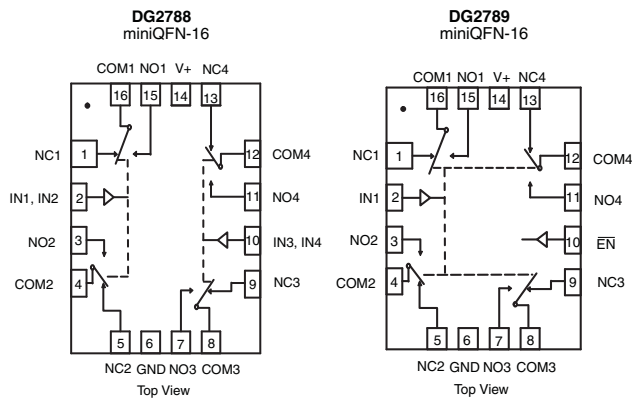 DG2788
miniQFN-16
COM1 NO1 V+ NC4
16 15 14 13
NC1 1
12 COM4
IN1, IN2 2
11 NO4
NO2 3
10 IN3, IN4
COM2 4
9 NC3
5 6 7 8
NC2 GND NO3 COM3
Top View
DG2789
miniQFN-16
COM1 NO1 V+ NC4
16 15 14 13
NC1 1
12 COM4
IN1 2
11 NO4
NO2 3
10 E̅N̅
COM2 4
9 NC3
5 6 7 8
NC2 GND NO3 COM3
Top View